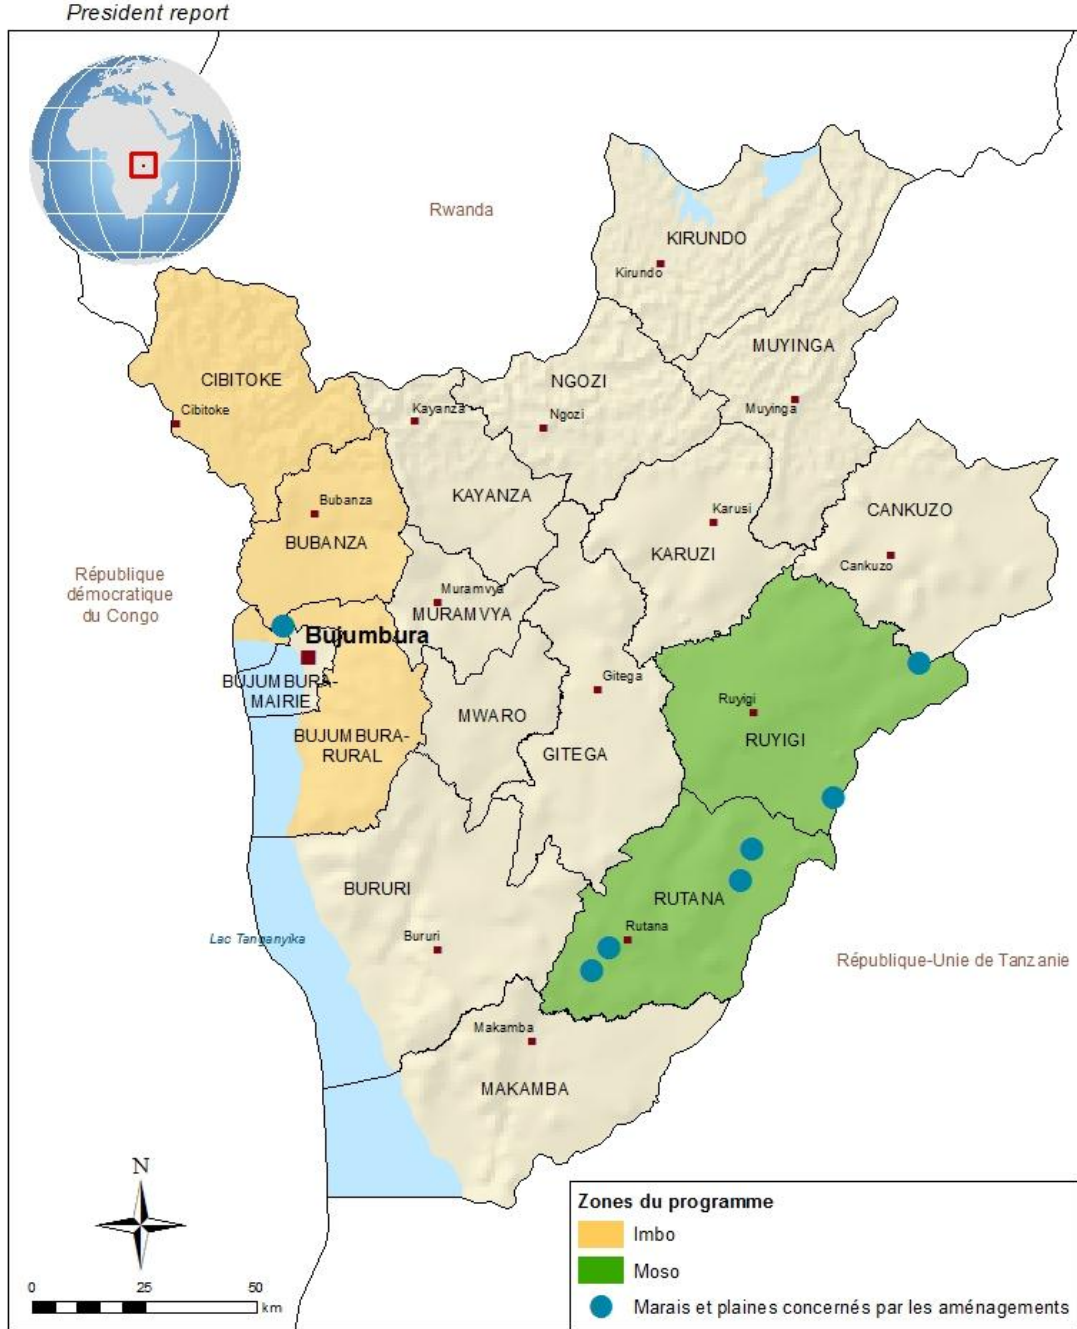 President report
Rwanda
KIRUNDO
Kirundo
MUYINGA
Muyinga
CIBITOKE
Cibitoke
NGOZI
Ngozi
Kayanza
KAYANZA
Bubanza
BUBANZA
Karusi
KARUZI
CANKUZO
Cankuzo
République
démocratique
du Congo
Muramvya
MURAMVYA
Bujumbura
BUJUMBURA-
MAIRIE
BUJUMBURA-
RURAL
MWARO
Gitega
GITEGA
Ruyigi
RUYIGI
BURURI
Bururi
RUTANA
Rutana
Lac Tanganyika
République-Unie de Tanzanie
Makamba
MAKAMBA
N
0 25 50
km
Zones du programme
Imbo
Moso
Marais et plaines concernés par les aménagements